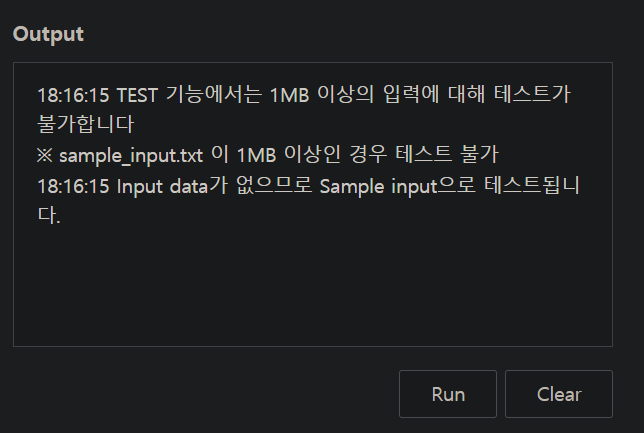 Output
18:16:15 TEST 기능에서는 1MB 이상의 입력에 대해 테스트가
불가합니다
※ sample_input.txt 이 1MB 이상인 경우 테스트 불가
18:16:15 Input data가 없으므로 Sample input으로 테스트됩니
다.
Run
Clear